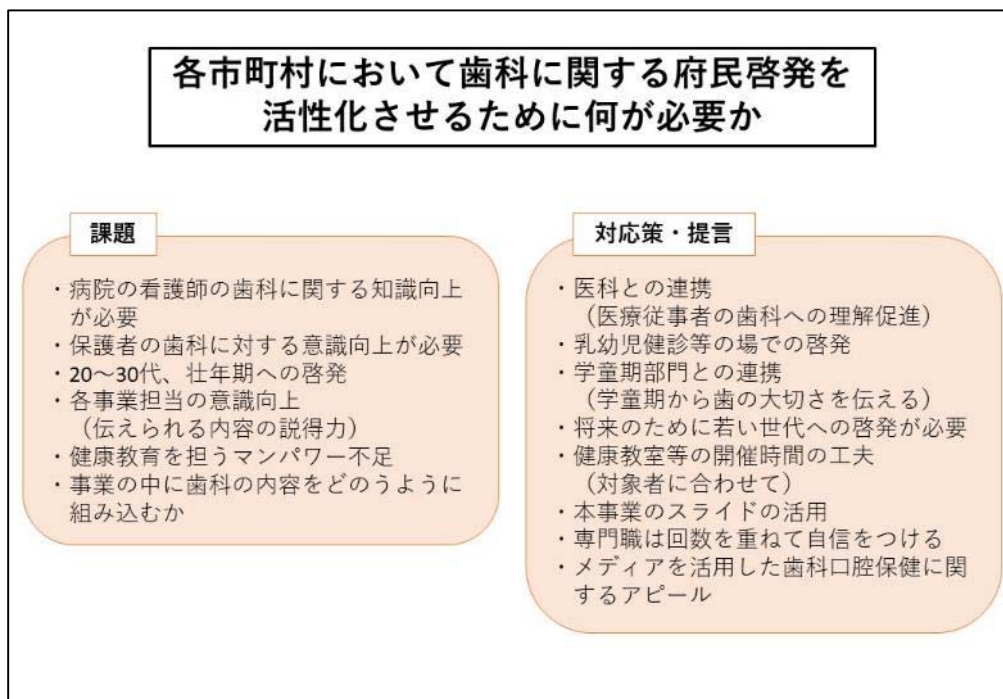 各市町村において歯科に関する府民啓発を
活性化させるために何が必要か
課題
・病院の看護師の歯科に関する知識向上
が必要
・保護者の歯科に対する意識向上が必要
・20～30代、壮年期への啓発
・各事業担当の意識向上
（伝えられる内容の説得力）
・健康教育を担うマンパワー不足
・事業の中に歯科の内容をどのように
組み込むか
対応策・提言
・医科との連携
（医療従事者の歯科への理解促進）
・乳幼児健診等の場での啓発
・学童期部門との連携
（学童期から歯の大切さを伝える）
・将来のために若い世代への啓発が必要
・健康教室等の開催時間の工夫
（対象者に合わせて）
・本事業のスライドの活用
・専門職は回数を重ねて自信をつける
・メディアを活用した歯科口腔保健に関
するアピール